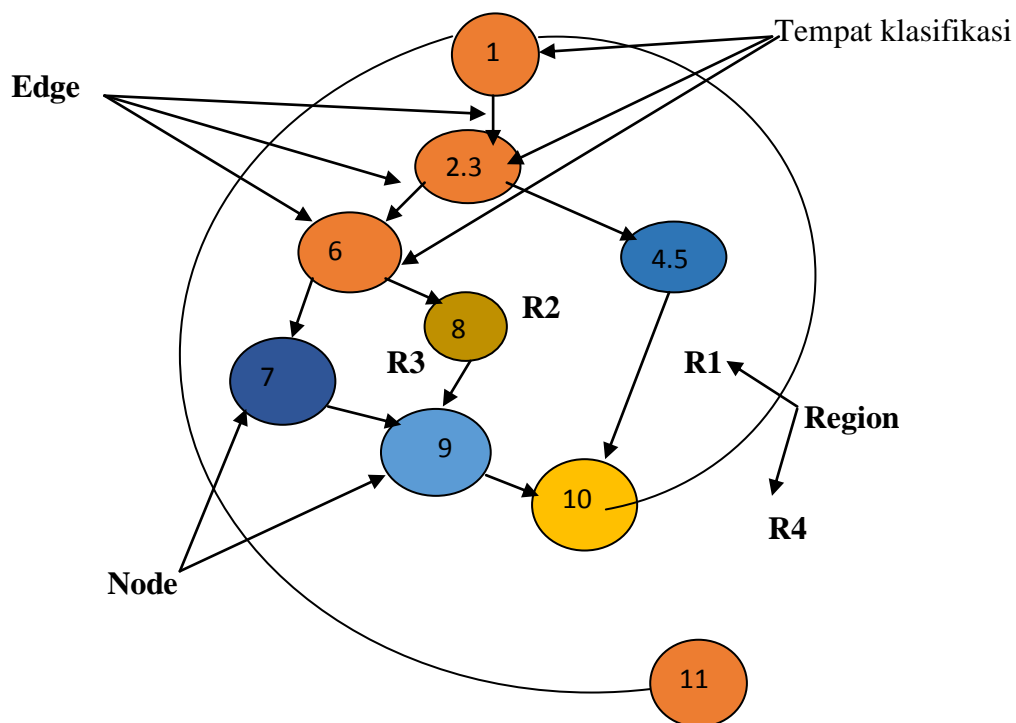 Tempat klasifikasi
1
Edge
2.3
6
4.5
R2
8
R3
R1
7
Region
9
10
R4
Node
11